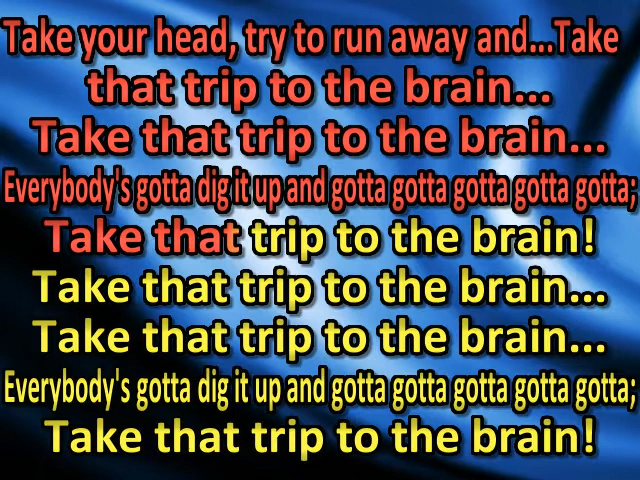 Take your head, try to run away and...Take
that trip to the brain...
Take that trip to the brain...
Everybody's gotta dig it up and gotta gotta gotta gotta gotta;
Take that trip to the brain!
Take that trip to the brain...
Take that trip to the brain...
Everybody's gotta dig it up and gotta gotta gotta gotta gotta;
Take that trip to the brain!